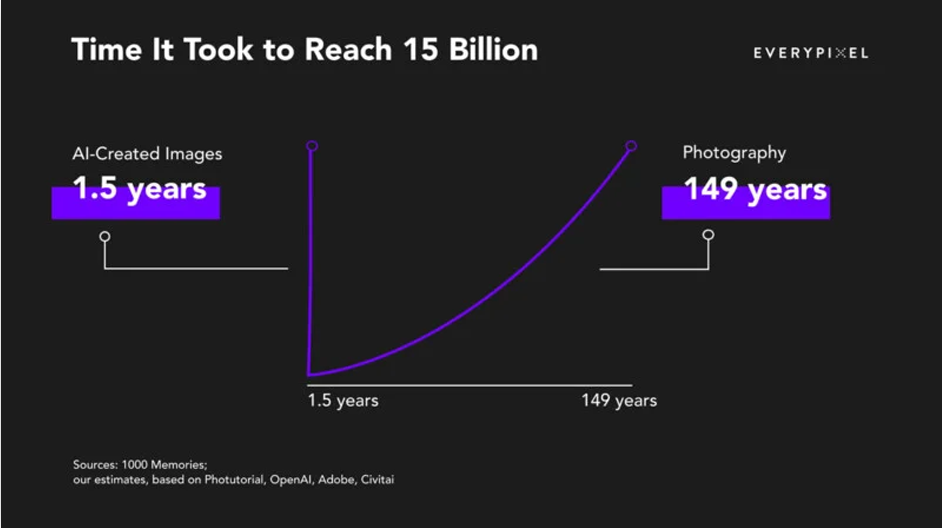 Time It Took to Reach 15 Billion
EVERYPIXEL
AI-Created Images
1.5 years
Photography
149 years
1.5 years
149 years
Sources: 1000 Memories;
our estimates, based on Photutorial, OpenAI, Adobe, Civitai